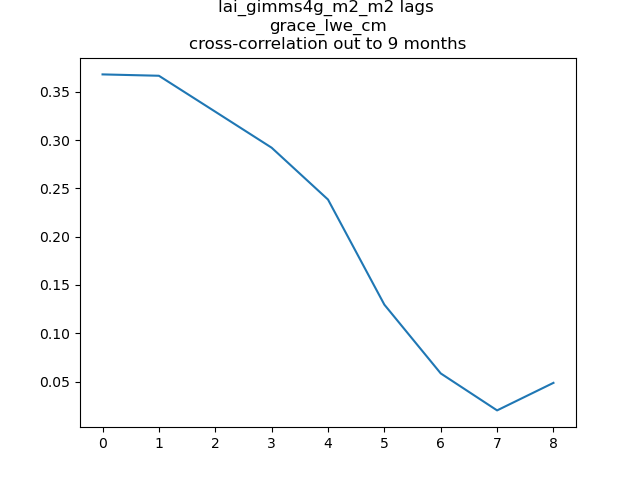 lai_gimms4g_m2_m2 lags
grace_lwe_cm
cross-correlation out to 9 months
0.35
0.30
0.25
0.20
0.15
0.10
0.05
0 1 2 3 4 5 6 7 8